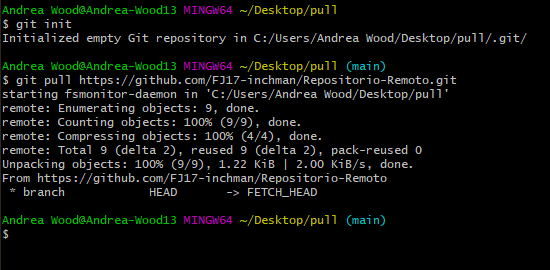 Andrea Wood@Andrea-Wood13 MINGW64 ~/Desktop/pull
$ git init
Initialized empty Git repository in C:/Users/Andrea Wood/Desktop/pull/.git/
Andrea Wood@Andrea-Wood13 MINGW64 ~/Desktop/pull (main)
$ git pull https://github.com/FJ17-inchman/Repositorio-Remoto.git
starting fsmonitor-daemon in 'C:/Users/Andrea Wood/Desktop/pull'
remote: Enumerating objects: 9, done.
remote: Counting objects: 100% (9/9), done.
remote: Compressing objects: 100% (4/4), done.
remote: Total 9 (delta 2), reused 9 (delta 2), pack-reused 0
Unpacking objects: 100% (9/9), 1.22 KiB | 2.00 KiB/s, done.
From https://github.com/FJ17-inchman/Repositorio-Remoto
 * branch            HEAD       -> FETCH_HEAD
Andrea Wood@Andrea-Wood13 MINGW64 ~/Desktop/pull (main)
$